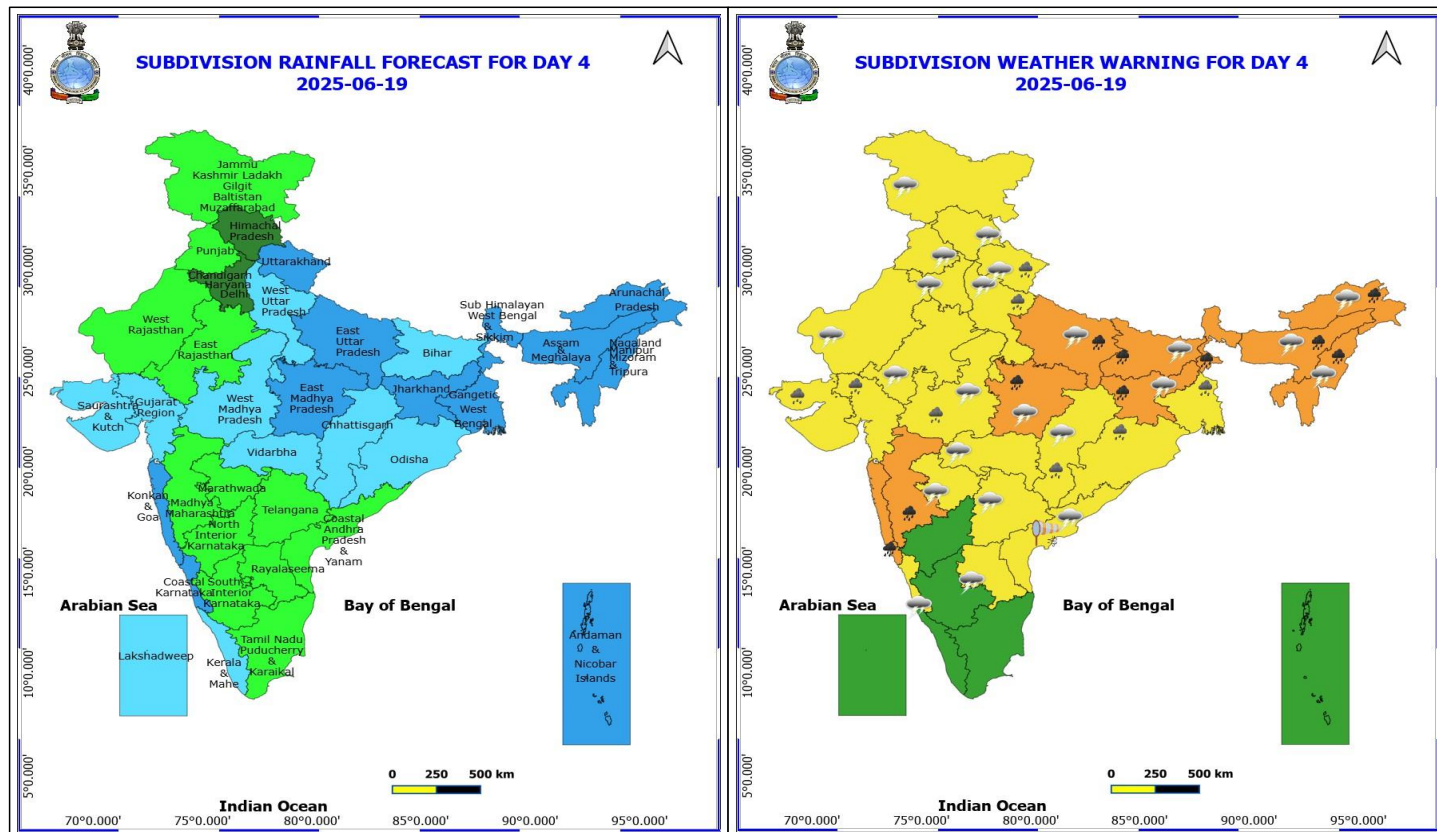 SUBDIVISION RAINFALL FORECAST FOR DAY 4
2025-06-19
40°0.000'
35°0.000'
30°0.000'
25°0.000'
20°0.000'
15°0.000'
10°0.000'
5°0.000'
Jammu
Kashmir Ladakh
Gilgit
Baltistan
Muzaffarabad
Himachal
Pradesh
Punjab
Uttarakhand
Chandigarh
Haryana
Delhi
West
Uttar
Pradesh
West
Rajasthan
East
Rajasthan
East
Uttar
Pradesh
Bihar
Sub Himalayan
West Bengal
&
Sikkim
Arunachal
Pradesh
Assam
&
Meghalaya
Nagaland
Manipur
Mizoram
&
Tripura
Saurashtra
&
Kutch
Gujarat
Region
West
Madhya
Pradesh
East
Madhya
Pradesh
Jharkhand
Gangetic
West
Bengal
Chhattisgarh
Vidarbha
Odisha
Konkan
&
Goa
Marathwada
Madhya
Maharashtra
North
Interior
Karnataka
Telangana
Coastal
Andhra
Pradesh
&
Yanam
Rayalaseema
Coastal
Karnataka
South
Interior
Karnataka
Arabian Sea
Bay of Bengal
Lakshadweep
Kerala
&
Mahe
Tamil Nadu
Puducherry
&
Karaikal
Andaman
&
Nicobar
Islands
0 250 500 km
Indian Ocean
70°0.000' 75°0.000' 80°0.000' 85°0.000' 90°0.000' 95°0.000'
SUBDIVISION WEATHER WARNING FOR DAY 4
2025-06-19
40°0.000'
35°0.000'
30°0.000'
25°0.000'
20°0.000'
15°0.000'
10°0.000'
5°0.000'
Arabian Sea
Bay of Bengal
0 250 500 km
Indian Ocean
70°0.000' 75°0.000' 80°0.000' 85°0.000' 90°0.000' 95°0.000'